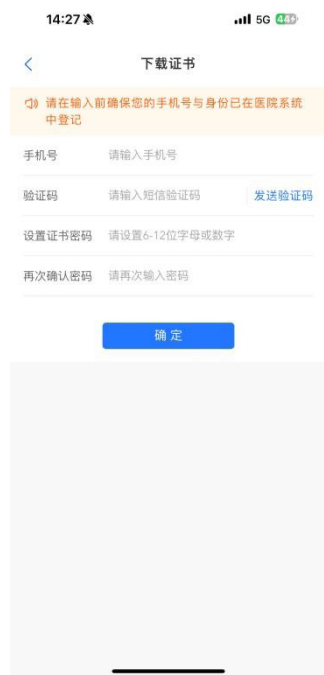 14:27
5G 44
下载证书
请在输入前确保您的手机号与身份已在医院系统
中登记
手机号 请输入手机号
验证码 请输入短信验证码 发送验证码
设置证书密码 请设置6-12位字母或数字
再次确认密码 请再次输入密码
确定